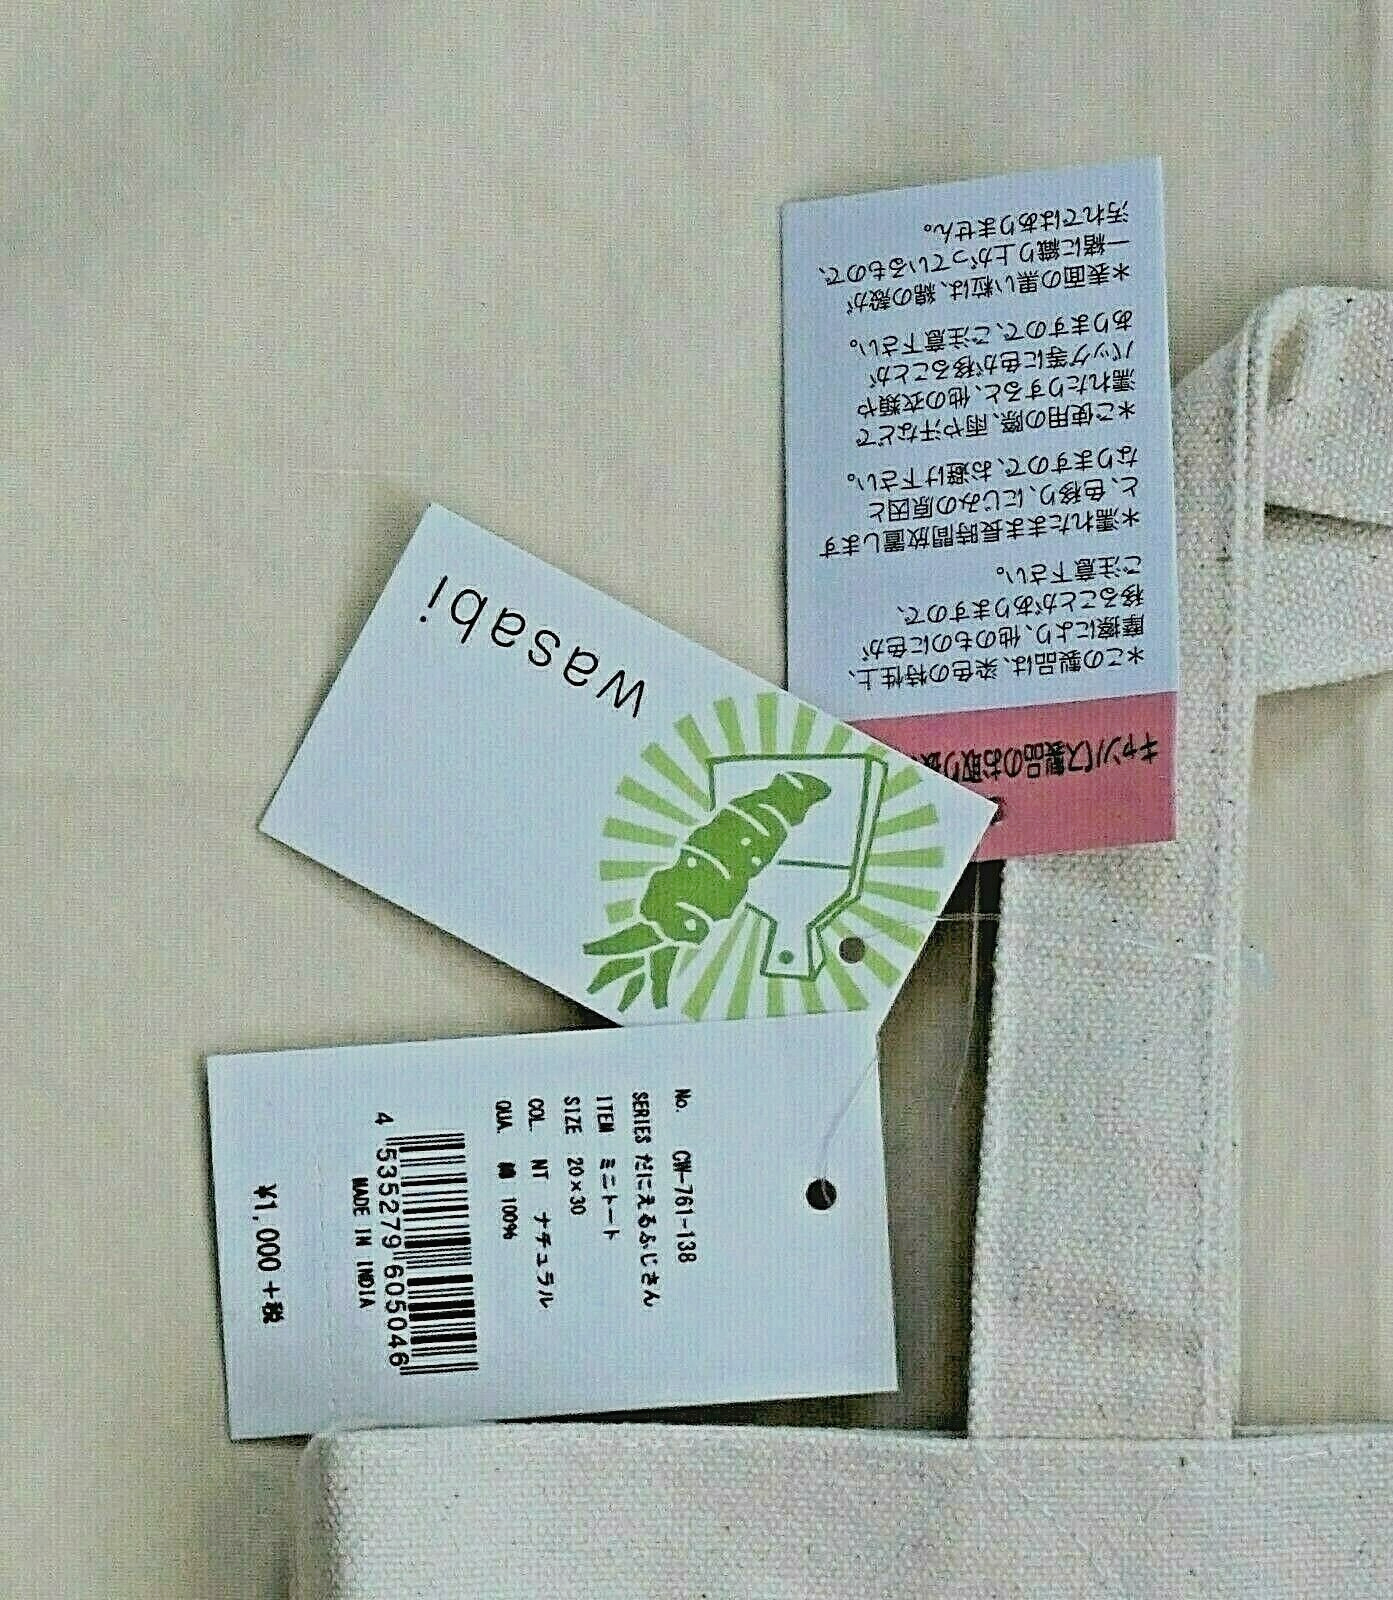 キャンバス製品のお取り扱
＊この製品は、染色の特性上、
摩擦により、他のものに色が
移ることがありますので、
ご注意下さい。
＊濡れたまま長時間放置します
と、色移り、にじみの原因と
なりますので、お避け下さい。
＊ご使用の際、雨や汗などで
濡れたりすると、他の衣類や
バッグ等に色が移ることが
ありますので、ご注意下さい。
＊表面の黒い粒は、綿の殻が
一緒に織り上がっているもので、
汚れではありません。
wasabi
No. CW-761-138
SERIES だにえるふじさん
ITEM ミニトート
SIZE 20×30
COL. NT ナチュラル
QUA. 綿 100%
4 535279 605046
MADE IN INDIA
¥1,000+税